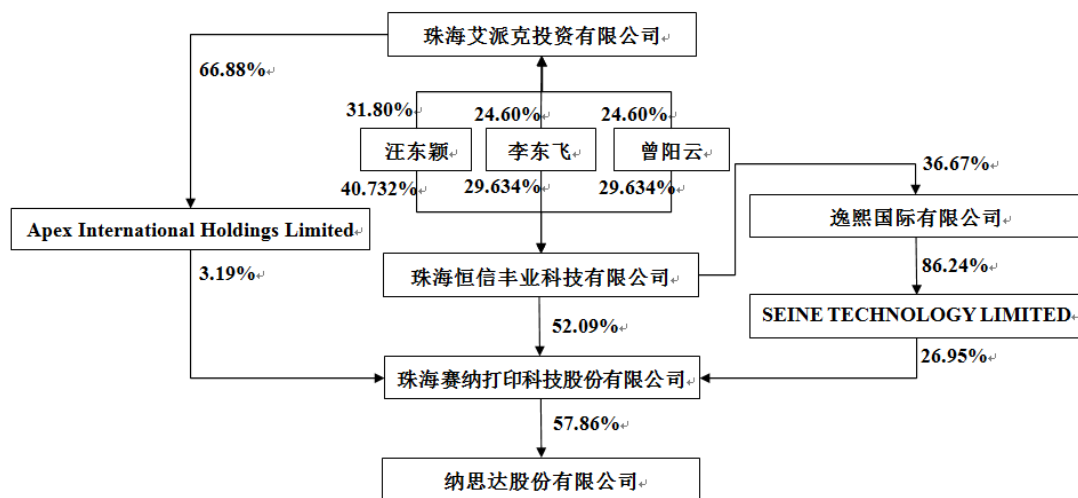 珠海艾派克投资有限公司
66.88%
31.80%
24.60%
24.60%
汪东颖
李东飞
曾阳云
36.67%
40.732%
29.634%
29.634%
Apex International Holdings Limited
逸熙国际有限公司
3.19%
珠海恒信丰业科技有限公司
86.24%
SEINE TECHNOLOGY LIMITED
52.09%
26.95%
珠海赛纳打印科技股份有限公司
57.86%
纳思达股份有限公司